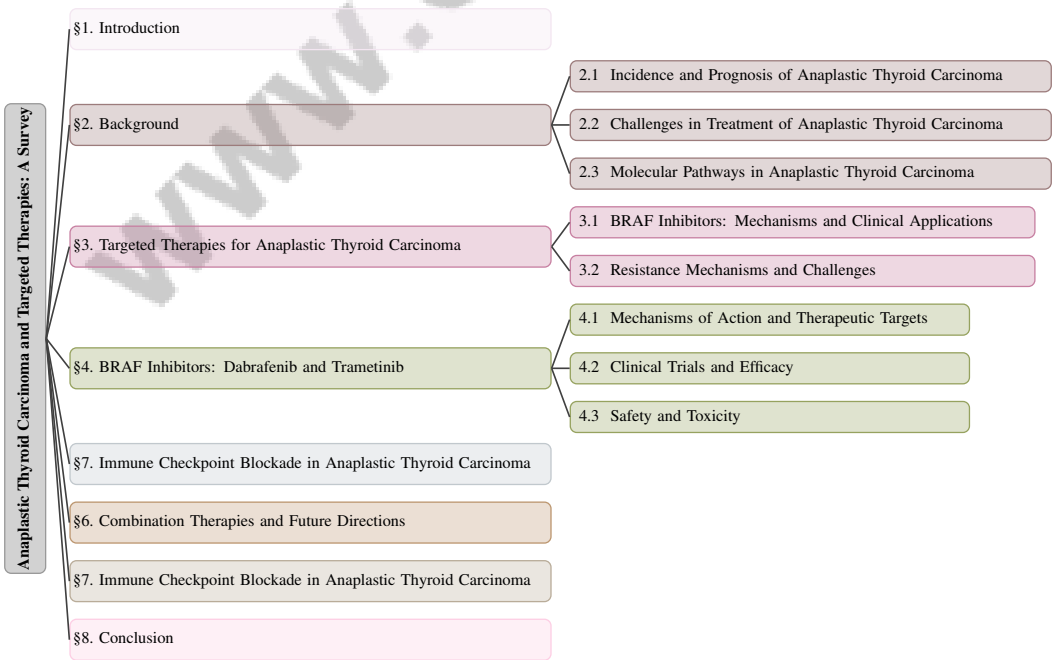 Anaplastic Thyroid Carcinoma and Targeted Therapies: A Survey
§1. Introduction
§2. Background
2.1 Incidence and Prognosis of Anaplastic Thyroid Carcinoma
2.2 Challenges in Treatment of Anaplastic Thyroid Carcinoma
2.3 Molecular Pathways in Anaplastic Thyroid Carcinoma
§3. Targeted Therapies for Anaplastic Thyroid Carcinoma
3.1 BRAF Inhibitors: Mechanisms and Clinical Applications
3.2 Resistance Mechanisms and Challenges
§4. BRAF Inhibitors: Dabrafenib and Trametinib
4.1 Mechanisms of Action and Therapeutic Targets
4.2 Clinical Trials and Efficacy
4.3 Safety and Toxicity
§7. Immune Checkpoint Blockade in Anaplastic Thyroid Carcinoma
§6. Combination Therapies and Future Directions
§7. Immune Checkpoint Blockade in Anaplastic Thyroid Carcinoma
§8. Conclusion
www.